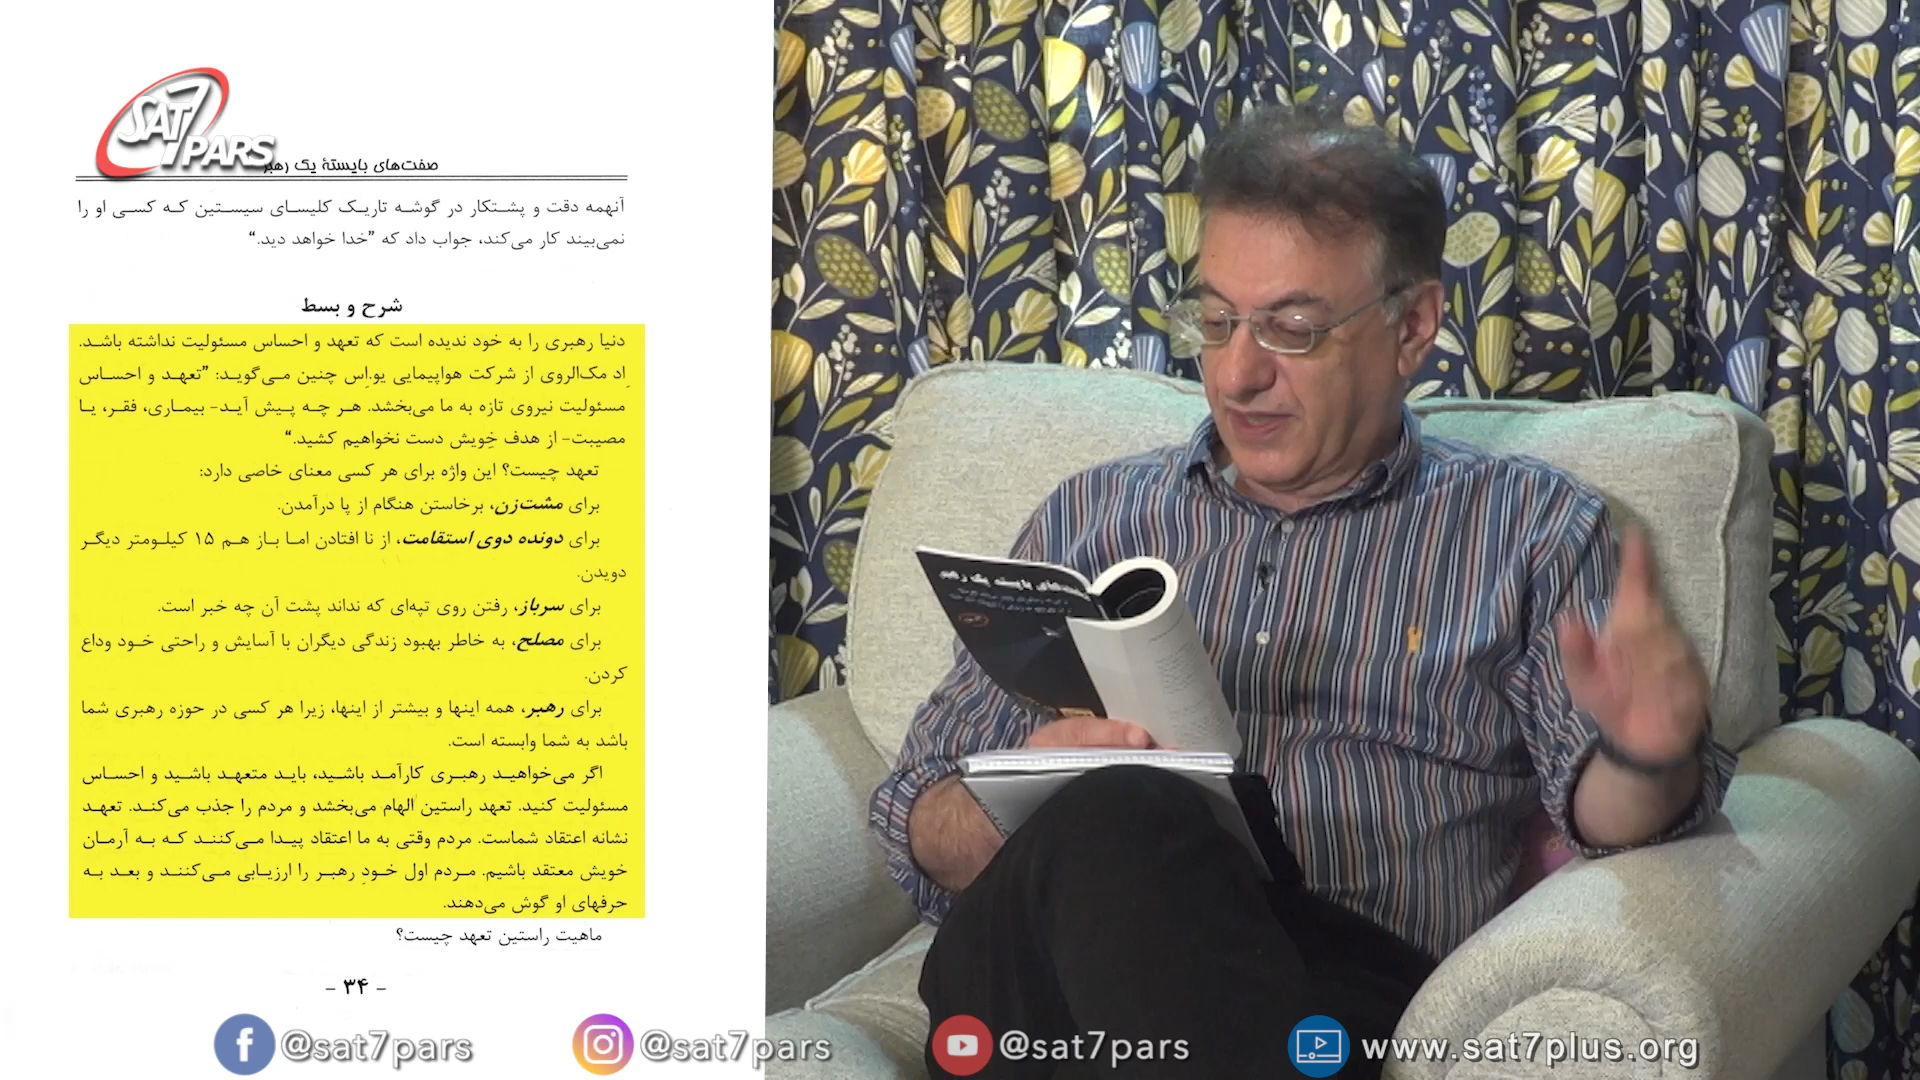 SAT
7
PARS
صفت‌های بایستهٔ یک رهبر
آنهمه دقت و پشتکار در گوشه تاریک کلیسای سیستین که کسی او را
نمی‌بیند کار می‌کند، جواب داد که ”خدا خواهد دید.“
شرح و بسط
دنیا رهبری را به خود ندیده است که تعهد و احساس مسئولیت نداشته باشد.
اِد مک‌الروی از شرکت هواپیمایی یو.اِس چنین می‌گوید: ”تعهد و احساس
مسئولیت نیروی تازه به ما می‌بخشد. هر چه پیش آید- بیماری، فقر، یا
مصیبت- از هدف خویش دست نخواهیم کشید.“
تعهد چیست؟ این واژه برای هر کسی معنای خاصی دارد:
برای مشت‌زن، برخاستن هنگام از پا درآمدن.
برای دونده دوی استقامت، از نا افتادن اما باز هم ۱۵ کیلومتر دیگر
دویدن.
برای سرباز، رفتن روی تپه‌ای که نداند پشت آن چه خبر است.
برای مصلح، به خاطر بهبود زندگی دیگران با آسایش و راحتی خود وداع
کردن.
برای رهبر، همه اینها و بیشتر از اینها، زیرا هر کسی در حوزه رهبری شما
باشد به شما وابسته است.
اگر می‌خواهید رهبری کارآمد باشید، باید متعهد باشید و احساس
مسئولیت کنید. تعهد راستین الهام می‌بخشد و مردم را جذب می‌کند. تعهد
نشانه اعتقاد شماست. مردم وقتی به ما اعتقاد پیدا می‌کنند که به آرمان
خویش معتقد باشیم. مردم اول خودِ رهبر را ارزیابی می‌کنند و بعد به
حرفهای او گوش می‌دهند.
ماهیت راستین تعهد چیست؟
- ۳۴ -
بایسته یک رهبر
@sat7pars
@sat7pars
@sat7pars
www.sat7plus.org